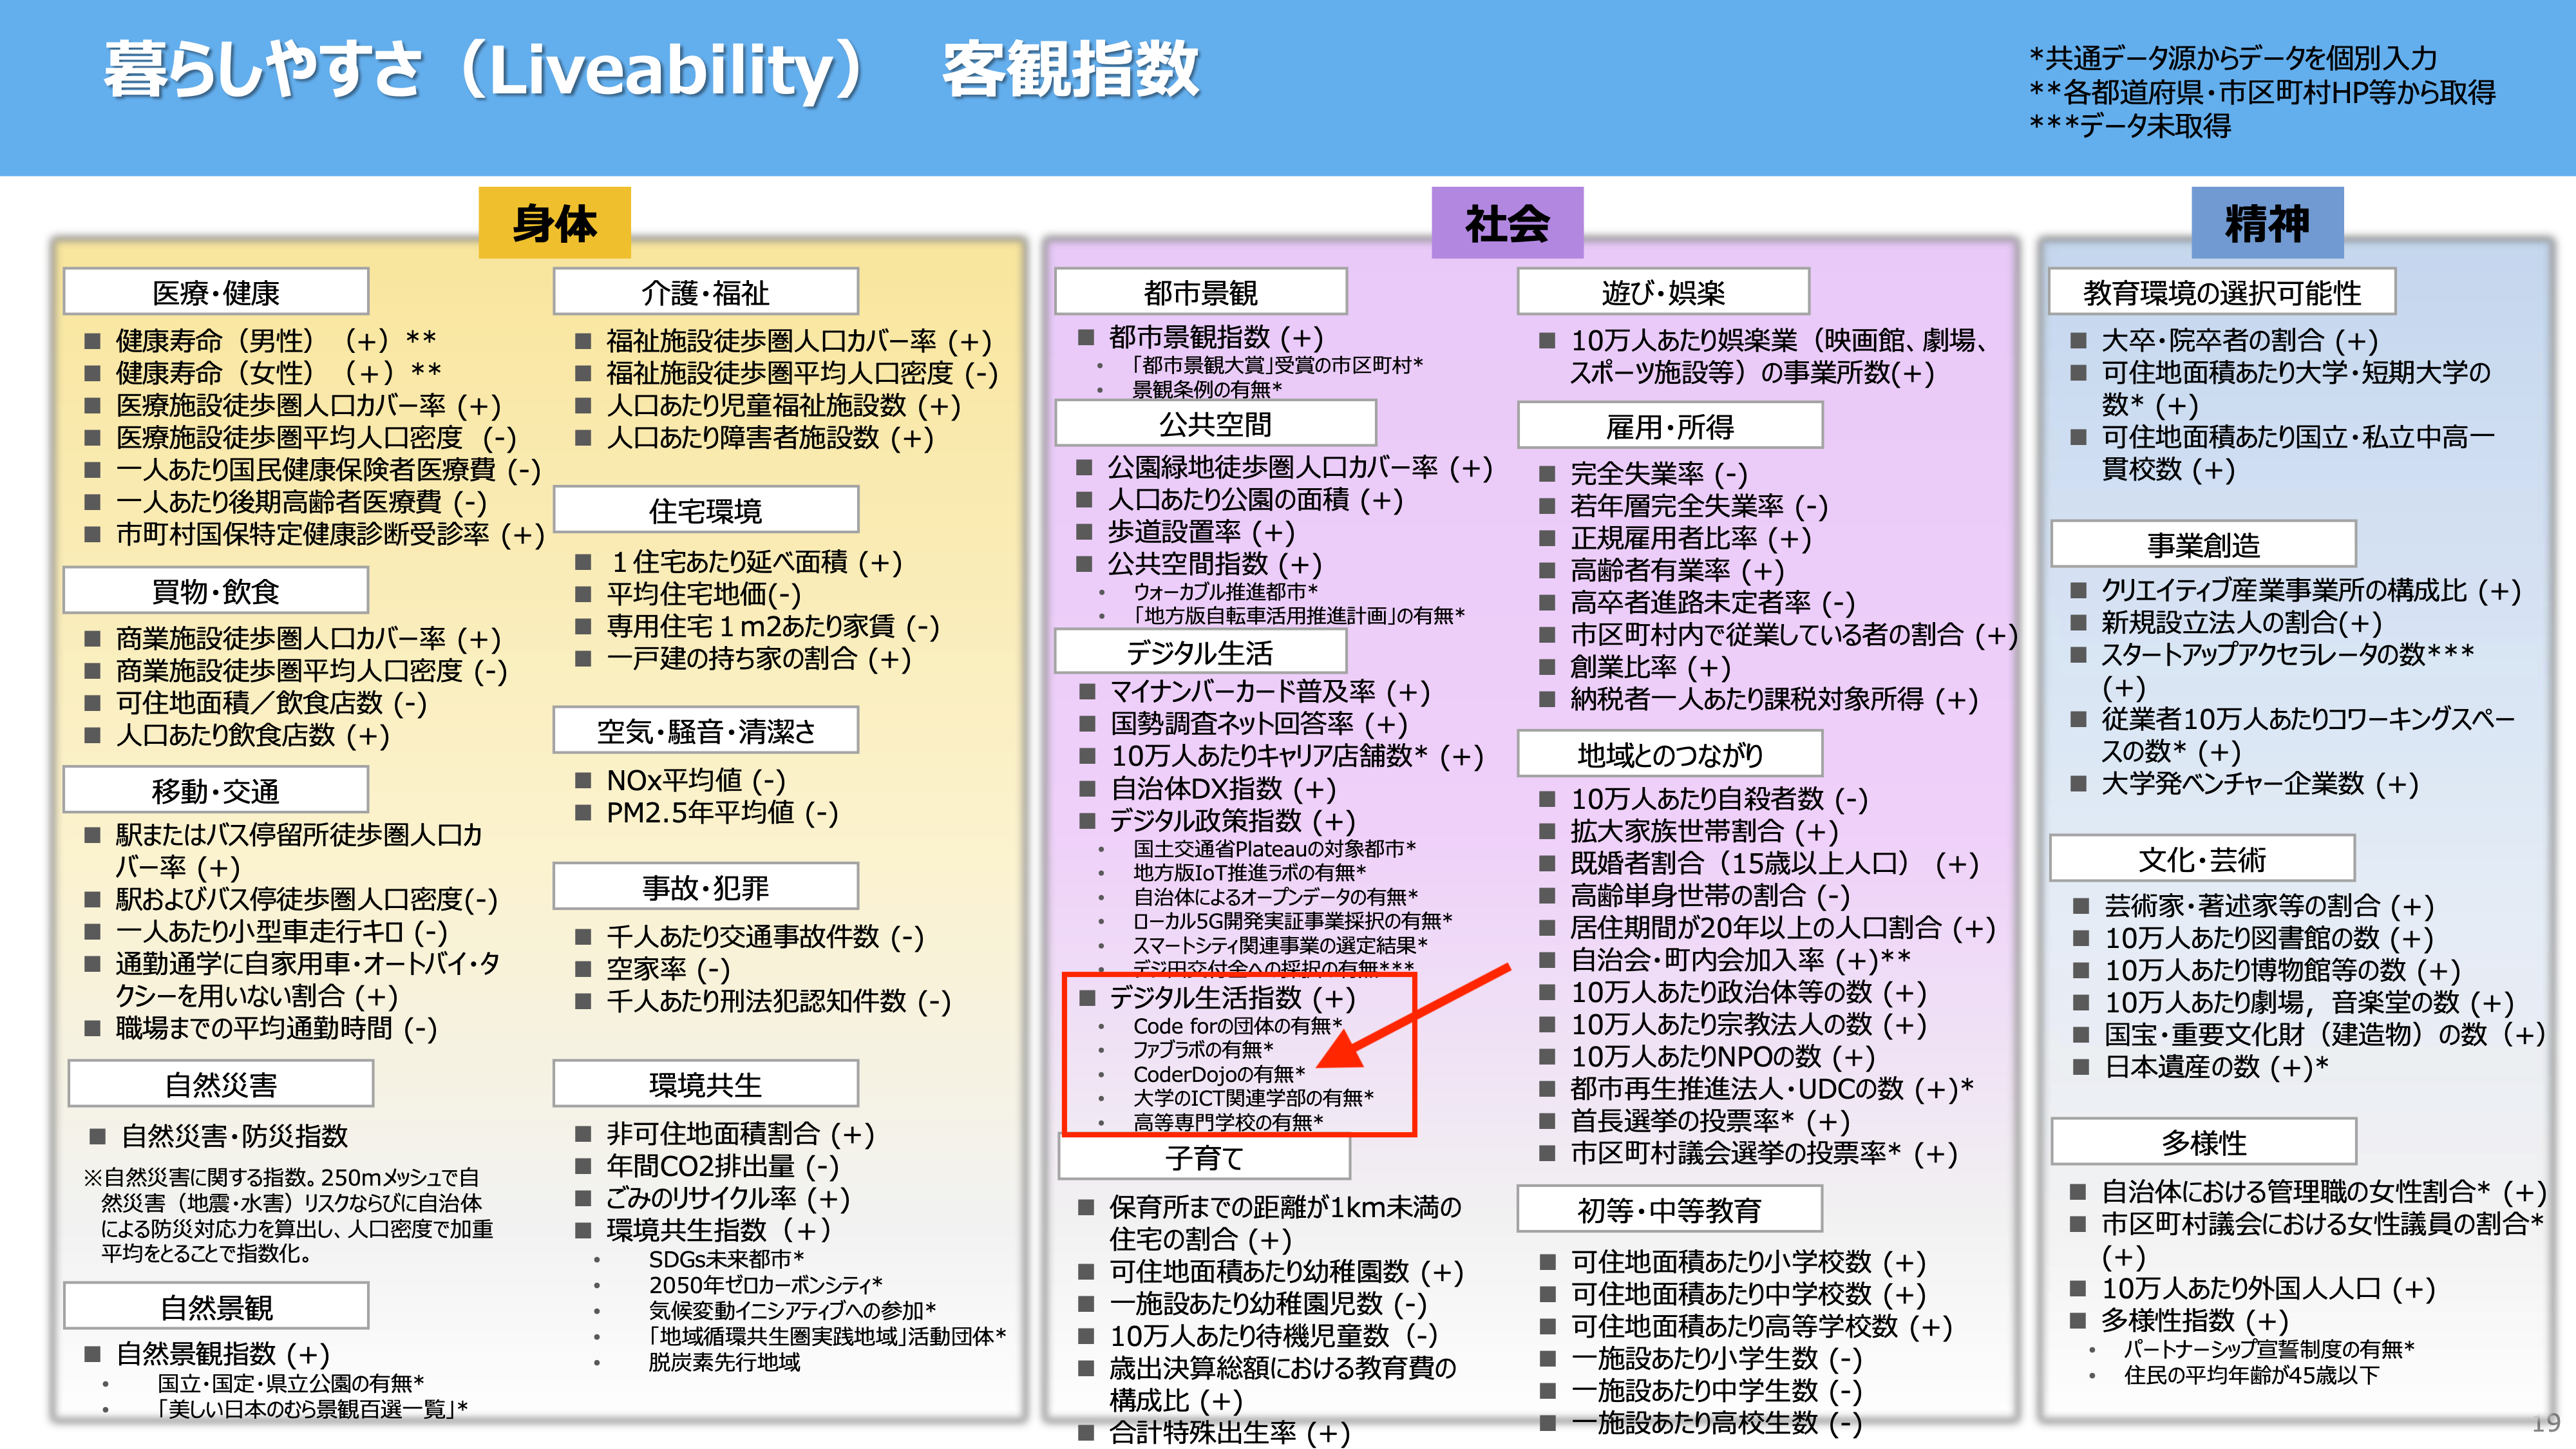 暮らしやすさ（Liveability）　客観指数
*共通データ源からデータを個別入力
**各都道府県・市区町村HP等から取得
***データ未取得
身体
医療・健康
■ 健康寿命（男性）（+）**
■ 健康寿命（女性）（+）**
■ 医療施設徒歩圏人口カバー率 (+)
■ 医療施設徒歩圏平均人口密度 (-)
■ 一人あたり国民健康保険者医療費 (-)
■ 一人あたり後期高齢者医療費 (-)
■ 市町村国保特定健康診断受診率 (+)
買物・飲食
■ 商業施設徒歩圏人口カバー率 (+)
■ 商業施設徒歩圏平均人口密度 (-)
■ 可住地面積／飲食店数 (-)
■ 人口あたり飲食店数 (+)
移動・交通
■ 駅またはバス停留所徒歩圏人口カ
バー率 (+)
■ 駅およびバス停徒歩圏人口密度(-)
■ 一人あたり小型車走行キロ (-)
■ 通勤通学に自家用車・オートバイ・タ
クシーを用いない割合 (+)
■ 職場までの平均通勤時間 (-)
自然災害
■ 自然災害・防災指数
※自然災害に関する指数。250mメッシュで自
然災害（地震・水害）リスクならびに自治体
による防災対応力を算出し、人口密度で加重
平均をとることで指数化。
自然景観
■ 自然景観指数 (+)
• 国立・国定・県立公園の有無*
• 「美しい日本のむら景観百選一覧」*
介護・福祉
■ 福祉施設徒歩圏人口カバー率 (+)
■ 福祉施設徒歩圏平均人口密度 (-)
■ 人口あたり児童福祉施設数 (+)
■ 人口あたり障害者施設数 (+)
住宅環境
■ １住宅あたり延べ面積 (+)
■ 平均住宅地価(-)
■ 専用住宅１m2あたり家賃 (-)
■ 一戸建の持ち家の割合 (+)
空気・騒音・清潔さ
■ NOx平均値 (-)
■ PM2.5年平均値 (-)
事故・犯罪
■ 千人あたり交通事故件数 (-)
■ 空家率 (-)
■ 千人あたり刑法犯認知件数 (-)
環境共生
■ 非可住地面積割合 (+)
■ 年間CO2排出量 (-)
■ ごみのリサイクル率 (+)
■ 環境共生指数（+）
• SDGs未来都市*
• 2050年ゼロカーボンシティ*
• 気候変動イニシアティブへの参加*
• 「地域循環共生圏実践地域」活動団体*
• 脱炭素先行地域
社会
都市景観
■ 都市景観指数 (+)
• 「都市景観大賞」受賞の市区町村*
• 景観条例の有無*
公共空間
■ 公園緑地徒歩圏人口カバー率 (+)
■ 人口あたり公園の面積 (+)
■ 歩道設置率 (+)
■ 公共空間指数 (+)
• ウォーカブル推進都市*
• 「地方版自転車活用推進計画」の有無*
デジタル生活
■ マイナンバーカード普及率 (+)
■ 国勢調査ネット回答率 (+)
■ 10万人あたりキャリア店舗数* (+)
■ 自治体DX指数 (+)
■ デジタル政策指数 (+)
• 国土交通省Plateauの対象都市*
• 地方版IoT推進ラボの有無*
• 自治体によるオープンデータの有無*
• ローカル5G開発実証事業採択の有無*
• スマートシティ関連事業の選定結果*
• デジ田交付金への採択の有無***
■ デジタル生活指数 (+)
• Code forの団体の有無*
• ファブラボの有無*
• CoderDojoの有無*
• 大学のICT関連学部の有無*
• 高等専門学校の有無*
子育て
■ 保育所までの距離が1km未満の
住宅の割合 (+)
■ 可住地面積あたり幼稚園数 (+)
■ 一施設あたり幼稚園児数 (-)
■ 10万人あたり待機児童数（-）
■ 歳出決算総額における教育費の
構成比 (+)
■ 合計特殊出生率 (+)
遊び・娯楽
■ 10万人あたり娯楽業（映画館、劇場、
スポーツ施設等）の事業所数(+)
雇用・所得
■ 完全失業率 (-)
■ 若年層完全失業率 (-)
■ 正規雇用者比率 (+)
■ 高齢者有業率 (+)
■ 高卒者進路未定者率 (-)
■ 市区町村内で従業している者の割合 (+)
■ 創業比率 (+)
■ 納税者一人あたり課税対象所得 (+)
地域とのつながり
■ 10万人あたり自殺者数 (-)
■ 拡大家族世帯割合 (+)
■ 既婚者割合（15歳以上人口） (+)
■ 高齢単身世帯の割合 (-)
■ 居住期間が20年以上の人口割合 (+)
■ 自治会・町内会加入率 (+)**
■ 10万人あたり政治体等の数 (+)
■ 10万人あたり宗教法人の数 (+)
■ 10万人あたりNPOの数 (+)
■ 都市再生推進法人・UDCの数 (+)*
■ 首長選挙の投票率* (+)
■ 市区町村議会選挙の投票率* (+)
初等・中等教育
■ 可住地面積あたり小学校数 (+)
■ 可住地面積あたり中学校数 (+)
■ 可住地面積あたり高等学校数 (+)
■ 一施設あたり小学生数 (-)
■ 一施設あたり中学生数 (-)
■ 一施設あたり高校生数 (-)
精神
教育環境の選択可能性
■ 大卒・院卒者の割合 (+)
■ 可住地面積あたり大学・短期大学の
数* (+)
■ 可住地面積あたり国立・私立中高一
貫校数 (+)
事業創造
■ クリエイティブ産業事業所の構成比 (+)
■ 新規設立法人の割合(+)
■ スタートアップアクセラレータの数***
(+)
■ 従業者10万人あたりコワーキングスペー
スの数* (+)
■ 大学発ベンチャー企業数 (+)
文化・芸術
■ 芸術家・著述家等の割合 (+)
■ 10万人あたり図書館の数 (+)
■ 10万人あたり博物館等の数 (+)
■ 10万人あたり劇場，音楽堂の数 (+)
■ 国宝・重要文化財（建造物）の数（+）
■ 日本遺産の数 (+)*
多様性
■ 自治体における管理職の女性割合* (+)
■ 市区町村議会における女性議員の割合*
(+)
■ 10万人あたり外国人人口 (+)
■ 多様性指数 (+)
• パートナーシップ宣誓制度の有無*
• 住民の平均年齢が45歳以下
19